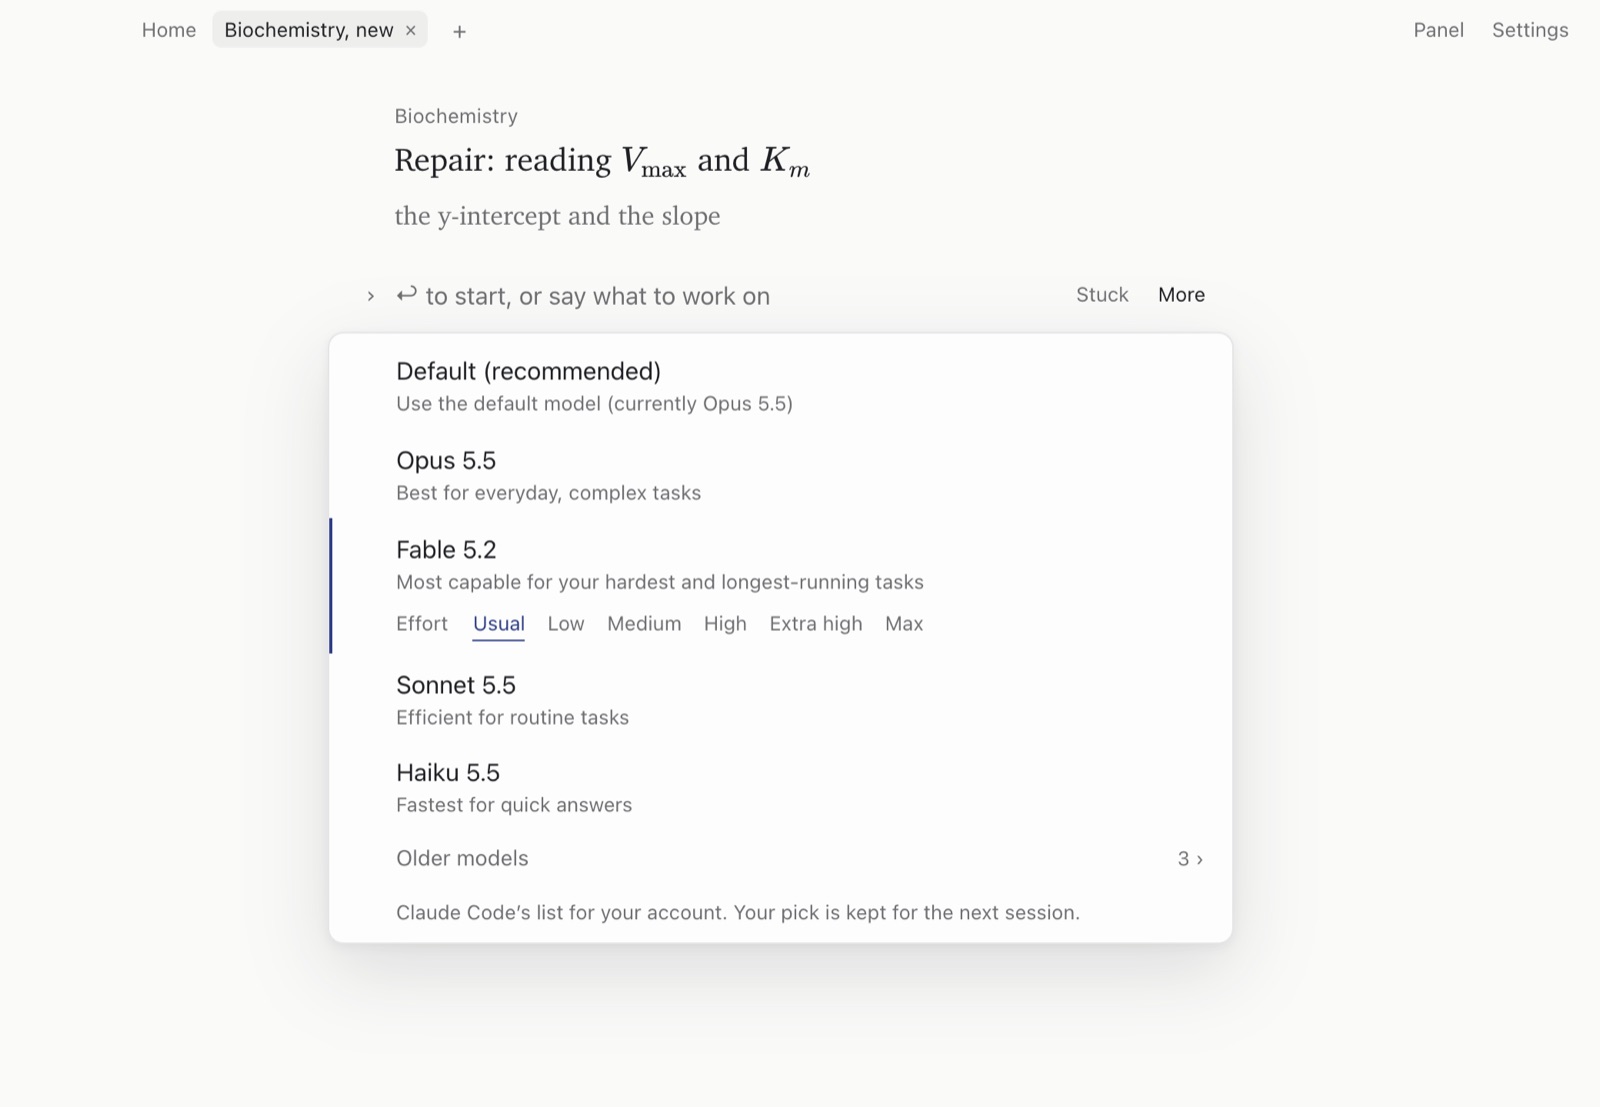 Home Biochemistry, new × + Panel Settings
Biochemistry
Repair: reading Vmax and Km
the y-intercept and the slope
› ↩ to start, or say what to work on Stuck More
Default (recommended)
Use the default model (currently Opus 5.5)
Opus 5.5
Best for everyday, complex tasks
Fable 5.2
Most capable for your hardest and longest-running tasks
Effort Usual Low Medium High Extra high Max
Sonnet 5.5
Efficient for routine tasks
Haiku 5.5
Fastest for quick answers
Older models 3 ›
Claude Code’s list for your account. Your pick is kept for the next session.